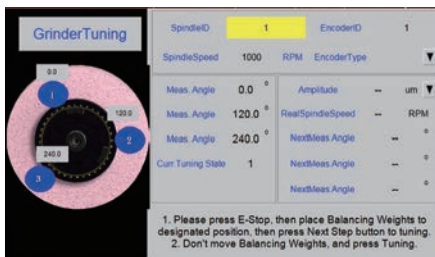 GrinderTuning
SpindleID 1 EncoderID 1
SpindleSpeed 1000 RPM EncoderType
0.0
1
120.0
2
240.0
3
Meas. Angle 0.0 ° Amplitude -- um
Meas. Angle 120.0 ° RealSpindleSpeed -- RPM
Meas. Angle 240.0 ° NextMeas.Angle -- °
Curr.Tuning State 1 NextMeas.Angle -- °
NextMeas.Angle -- °
1. Please press E-Stop, then place Balancing Weights to
designated position, then press Next Step button to tuning.
2. Don't move Balancing Weights, and press Tuning.